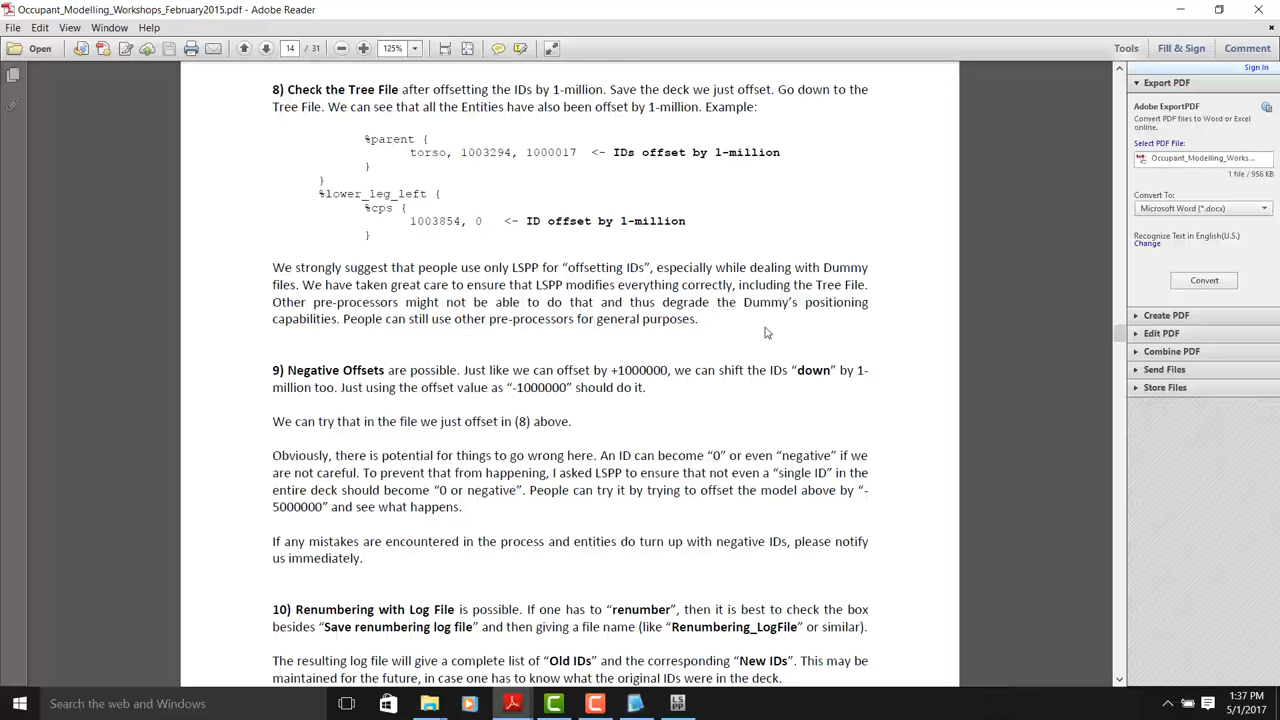 Occupant_Modelling_Workshops_February2015.pdf - Adobe Reader
File Edit View Window Help
Open 14 / 31 125% Tools Fill & Sign Comment
Sign In
8) Check the Tree File after offsetting the IDs by 1-million. Save the deck we just offset. Go down to the
Tree File. We can see that all the Entities have also been offset by 1-million. Example:
%parent {
torso, 1003294, 1000017 <- IDs offset by 1-million
}
}
%lower_leg_left {
%cps {
1003854, 0 <- ID offset by 1-million
}
We strongly suggest that people use only LSPP for “offsetting IDs”, especially while dealing with Dummy
files. We have taken great care to ensure that LSPP modifies everything correctly, including the Tree File.
Other pre-processors might not be able to do that and thus degrade the Dummy’s positioning
capabilities. People can still use other pre-processors for general purposes.
9) Negative Offsets are possible. Just like we can offset by +1000000, we can shift the IDs “down” by 1-
million too. Just using the offset value as “-1000000” should do it.
We can try that in the file we just offset in (8) above.
Obviously, there is potential for things to go wrong here. An ID can become “0” or even “negative” if we
are not careful. To prevent that from happening, I asked LSPP to ensure that not even a “single ID” in the
entire deck should become “0 or negative”. People can try it by trying to offset the model above by “-
5000000” and see what happens.
If any mistakes are encountered in the process and entities do turn up with negative IDs, please notify
us immediately.
10) Renumbering with Log File is possible. If one has to “renumber”, then it is best to check the box
besides “Save renumbering log file” and then giving a file name (like “Renumbering_LogFile” or similar).
The resulting log file will give a complete list of “Old IDs” and the corresponding “New IDs”. This may be
maintained for the future, in case one has to know what the original IDs were in the deck.
Export PDF
Adobe ExportPDF
Convert PDF files to Word or Excel
online.
Select PDF File:
Occupant_Modelling_Works...
1 file / 956 KB
Convert To:
Microsoft Word (*.docx)
Recognize Text in English(U.S.)
Change
Convert
Create PDF
Edit PDF
Combine PDF
Send Files
Store Files
Search the web and Windows
LS
PP
1:37 PM
5/1/2017